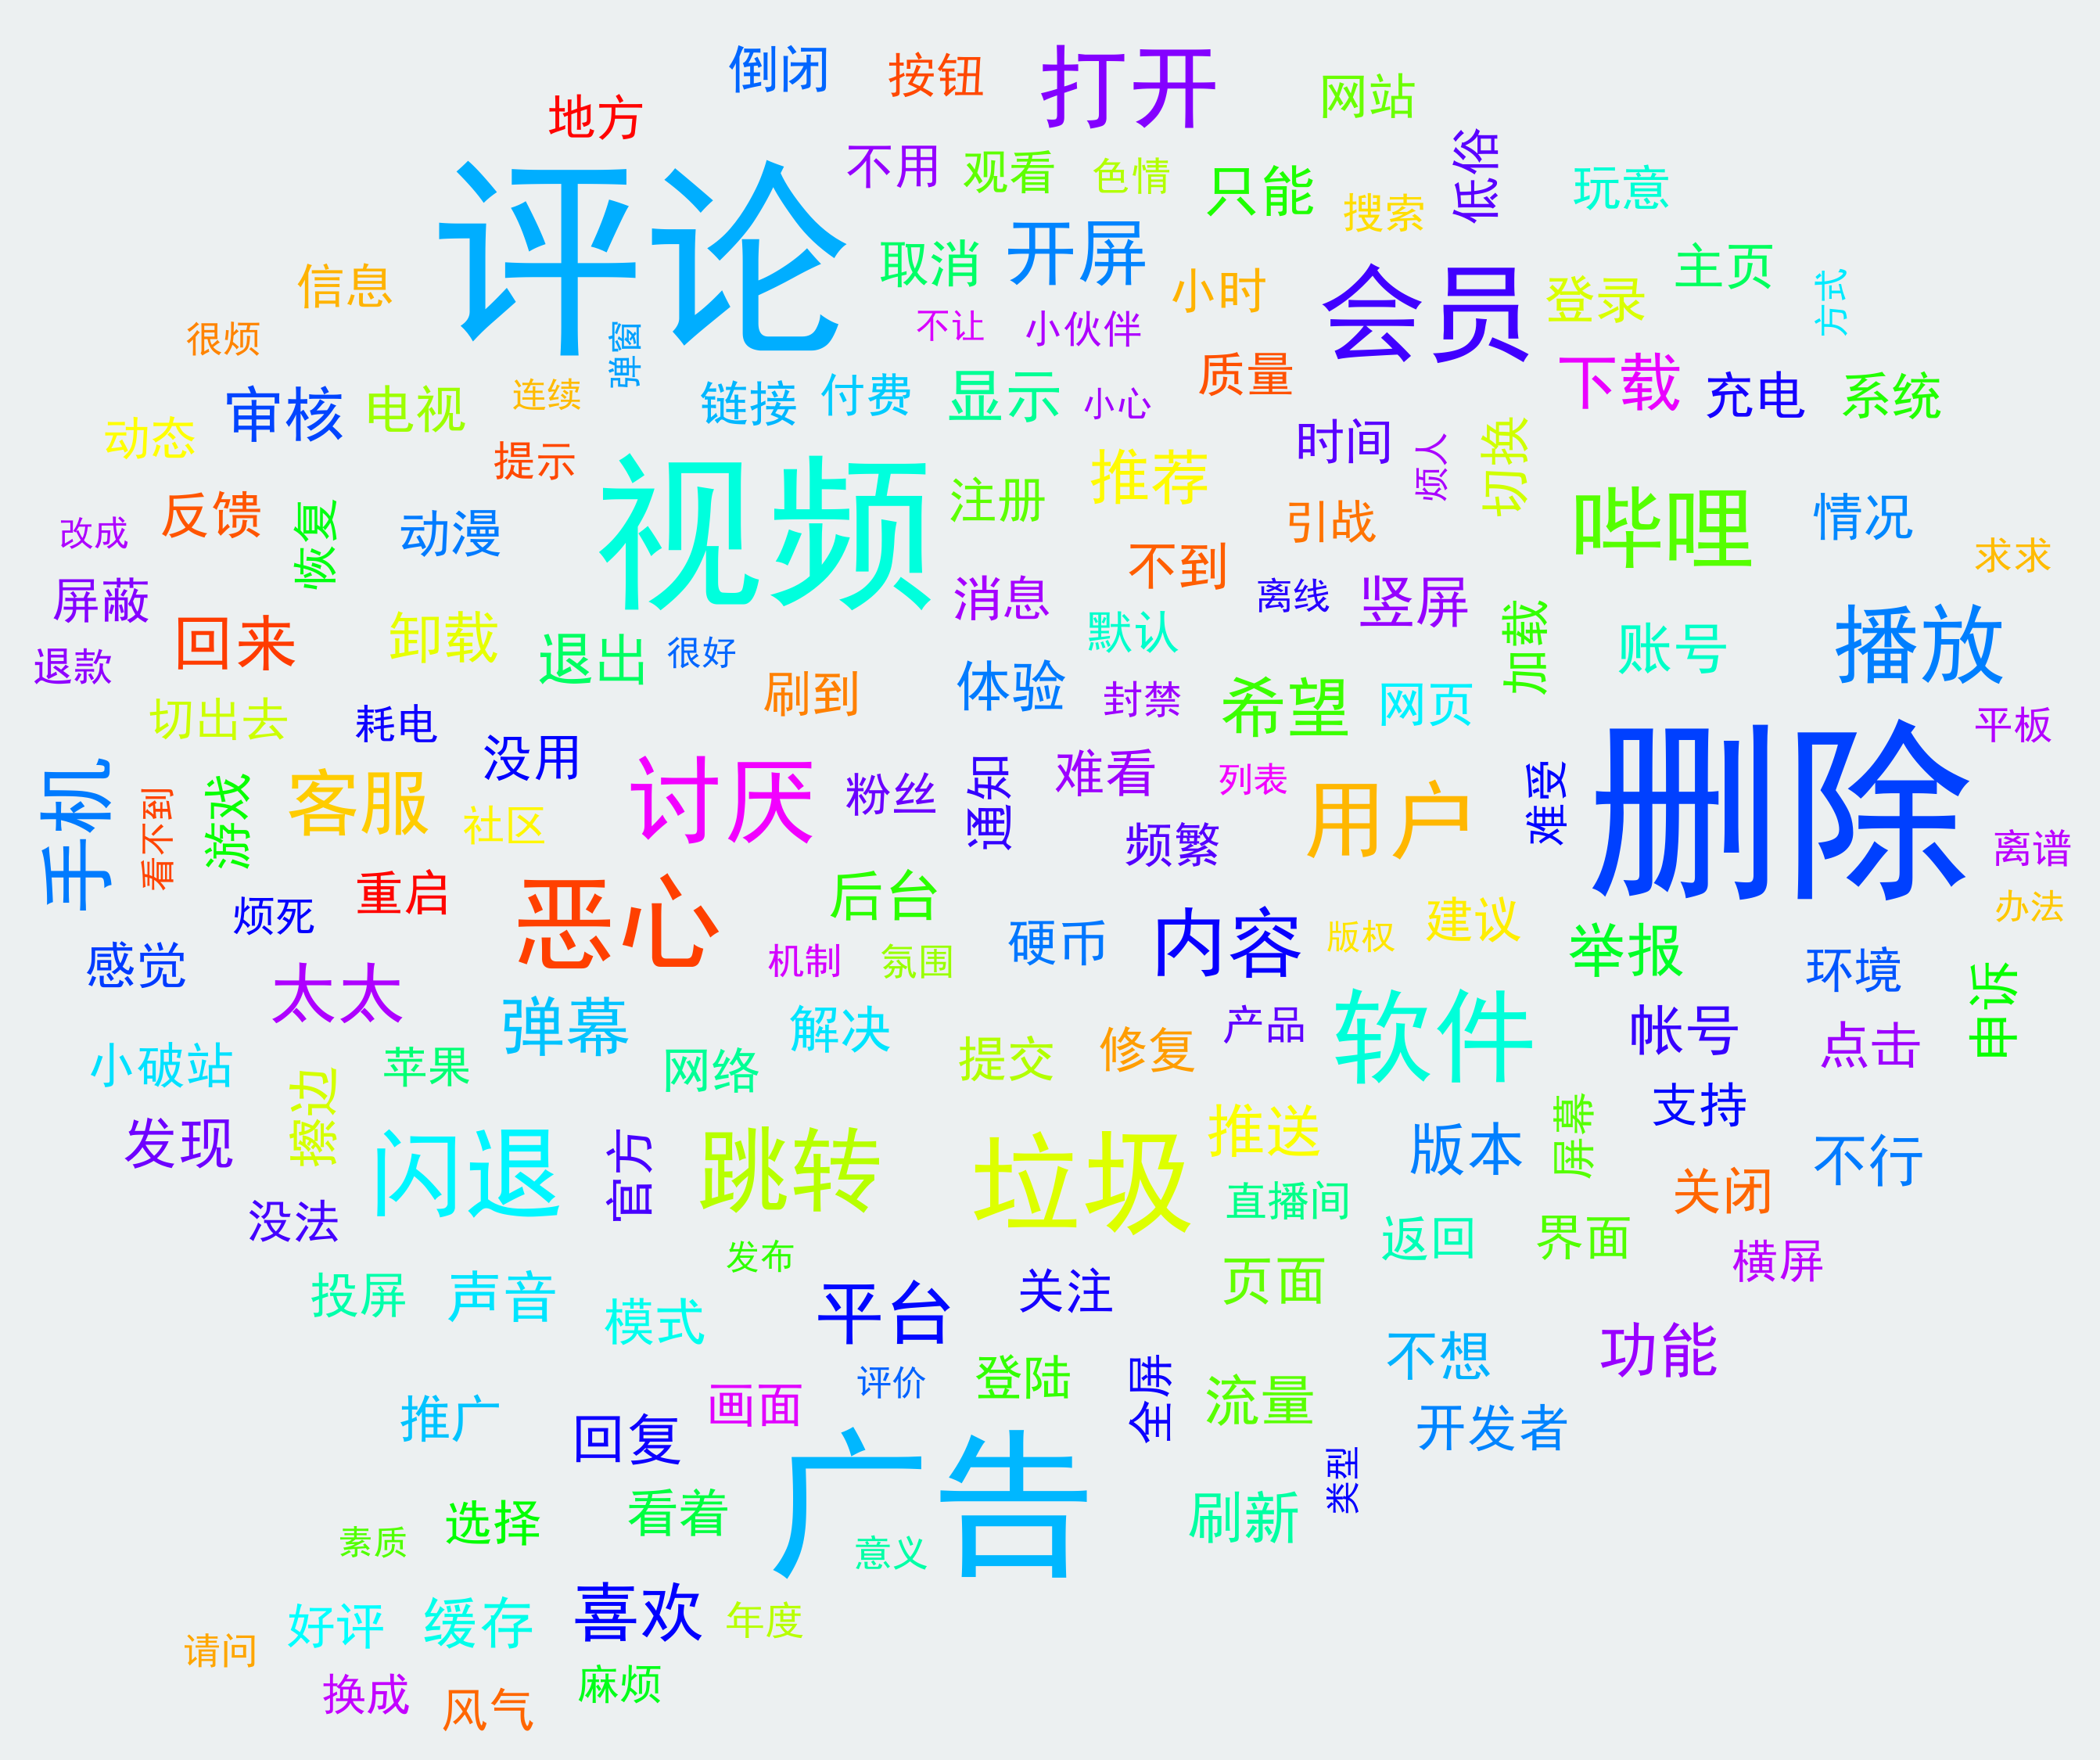 倒闭
按钮
打开
网站
地方
不用
观看
色情
只能
搜索
低俗
玩意
评论
取消
开屏
小时
会员
登录
主页
方式
信息
很烦
弹窗
不让
小伙伴
质量
下载
充电
系统
审核
电视
连续
链接
付费
显示
小心
动态
提示
时间
烦人
切换
视频
注册
推荐
引战
哔哩
情况
求求
改成
反馈
恢复
动漫
不到
屏蔽
消息
离线
竖屏
加载
账号
播放
回来
卸载
退出
很好
默认
退款
刷到
体验
封禁
希望
网页
平板
切出去
耗电
没用
讨厌
粉丝
通知
难看
列表
用户
难受
删除
离谱
手机
看不到
游戏
客服
社区
频繁
办法
烦死
重启
恶心
后台
硬币
内容
版权
建议
举报
环境
申诉
感觉
太太
机制
氛围
弹幕
解决
产品
软件
帐号
点击
小破站
苹果
网络
提交
修复
擦边
发现
闪退
官方
跳转
垃圾
推送
版本
屏幕
支持
不行
没法
直播间
关闭
返回
界面
横屏
发布
投屏
声音
模式
平台
关注
页面
不想
功能
评价
登陆
全屏
流量
推广
回复
画面
开发者
广告
类型
素质
选择
看着
意义
刷新
好评
缓存
喜欢
年度
请问
换成
风气
麻烦